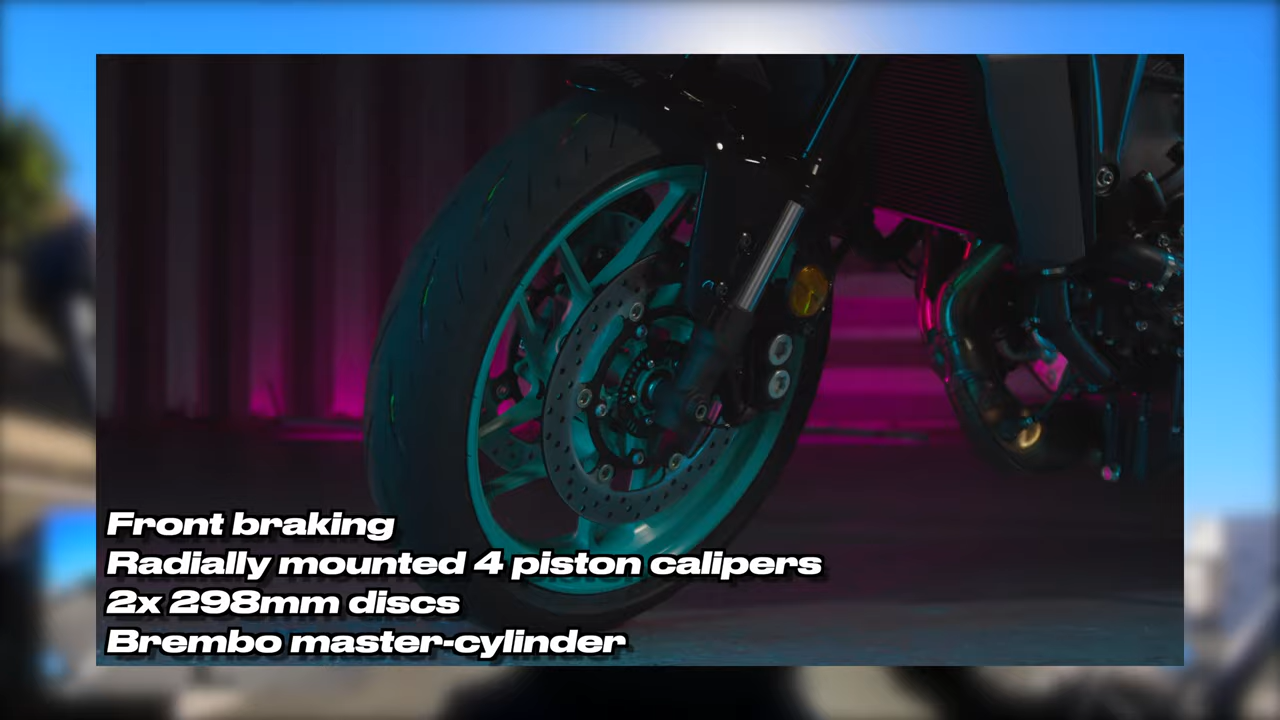 Front braking
Radially mounted 4 piston calipers
2x 298mm discs
Brembo master-cylinder